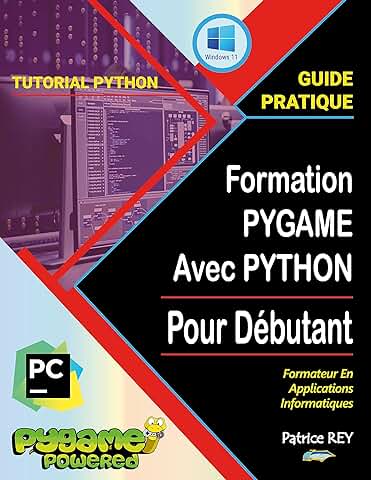 Windows 11
TUTORIAL PYTHON
GUIDE
PRATIQUE
Formation
PYGAME
Avec PYTHON
Pour Débutant
PC
Formateur En
Applications
Informatiques
pygame
powered
Patrice REY